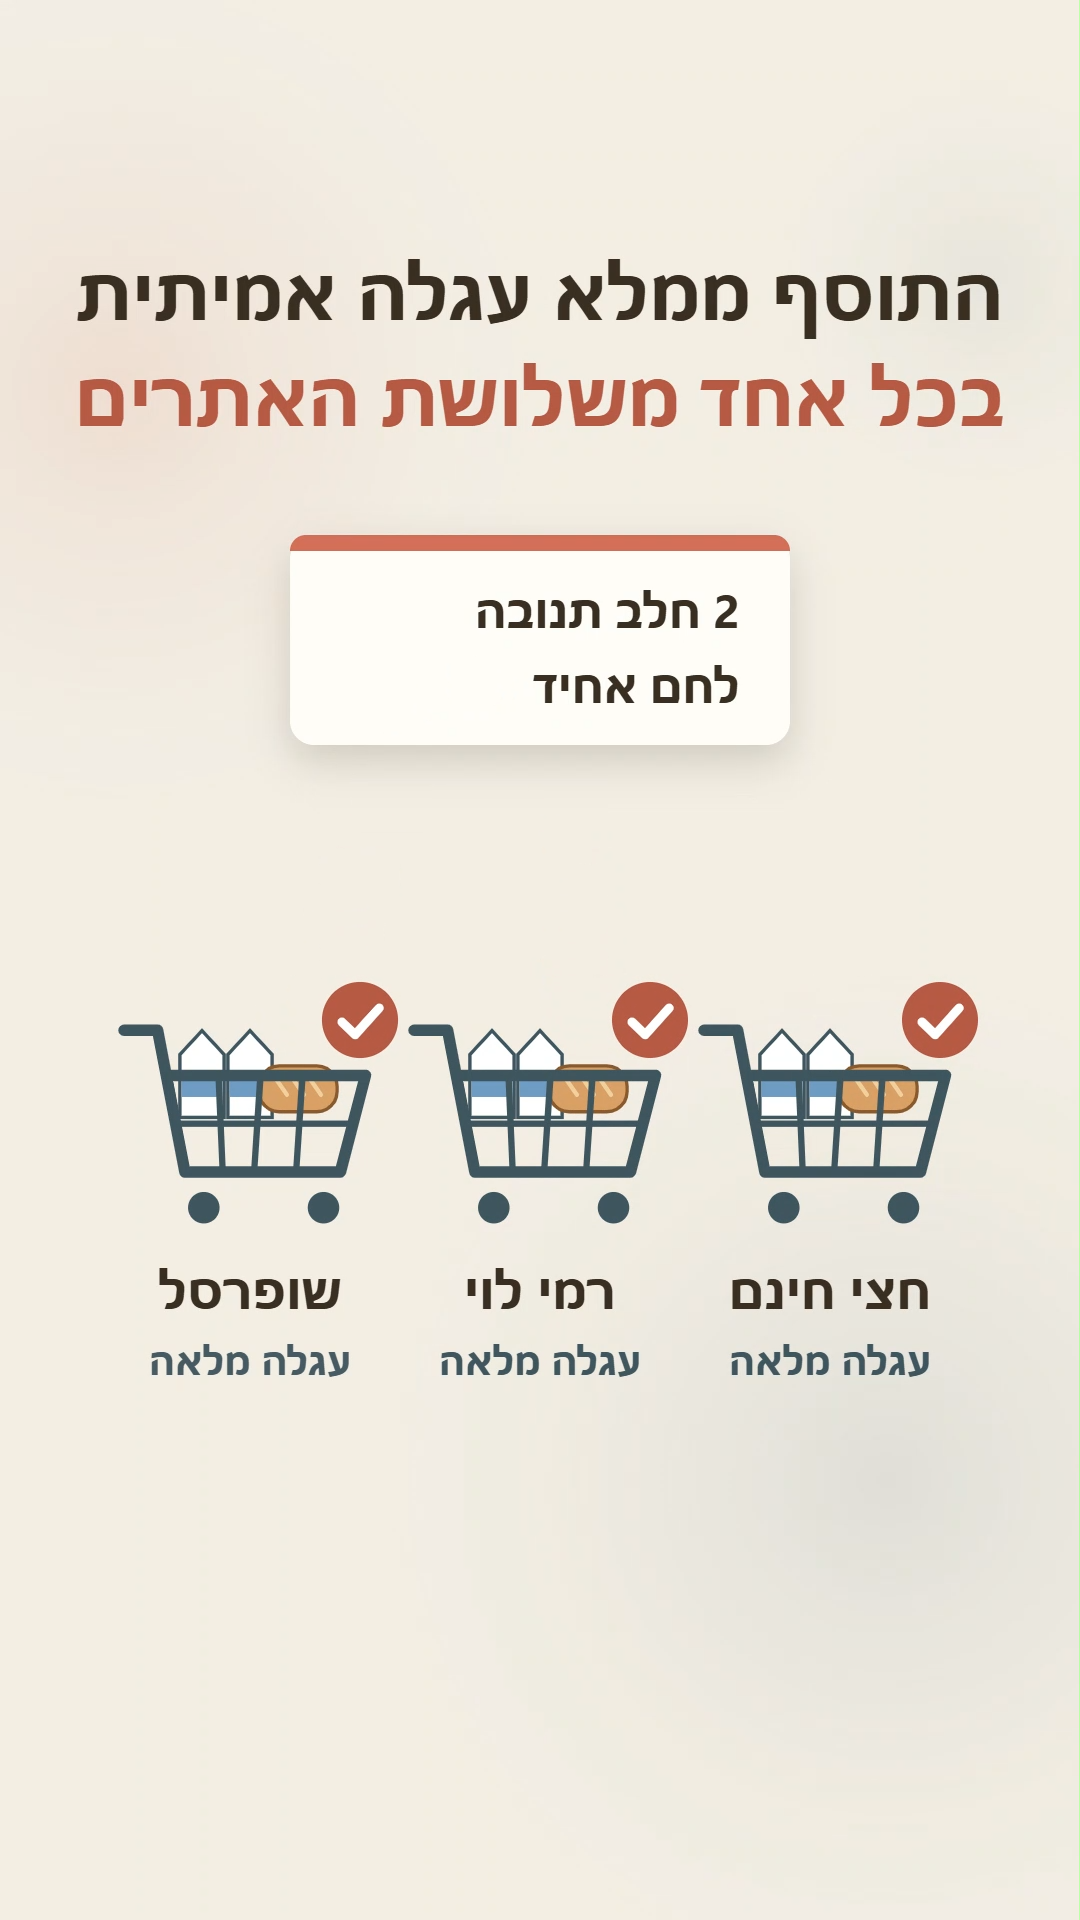 התוסף ממלא עגלה אמיתית
בכל אחד משלושת האתרים
2 חלב תנובה
לחם אחיד
חצי חינם
עגלה מלאה
רמי לוי
עגלה מלאה
שופרסל
עגלה מלאה